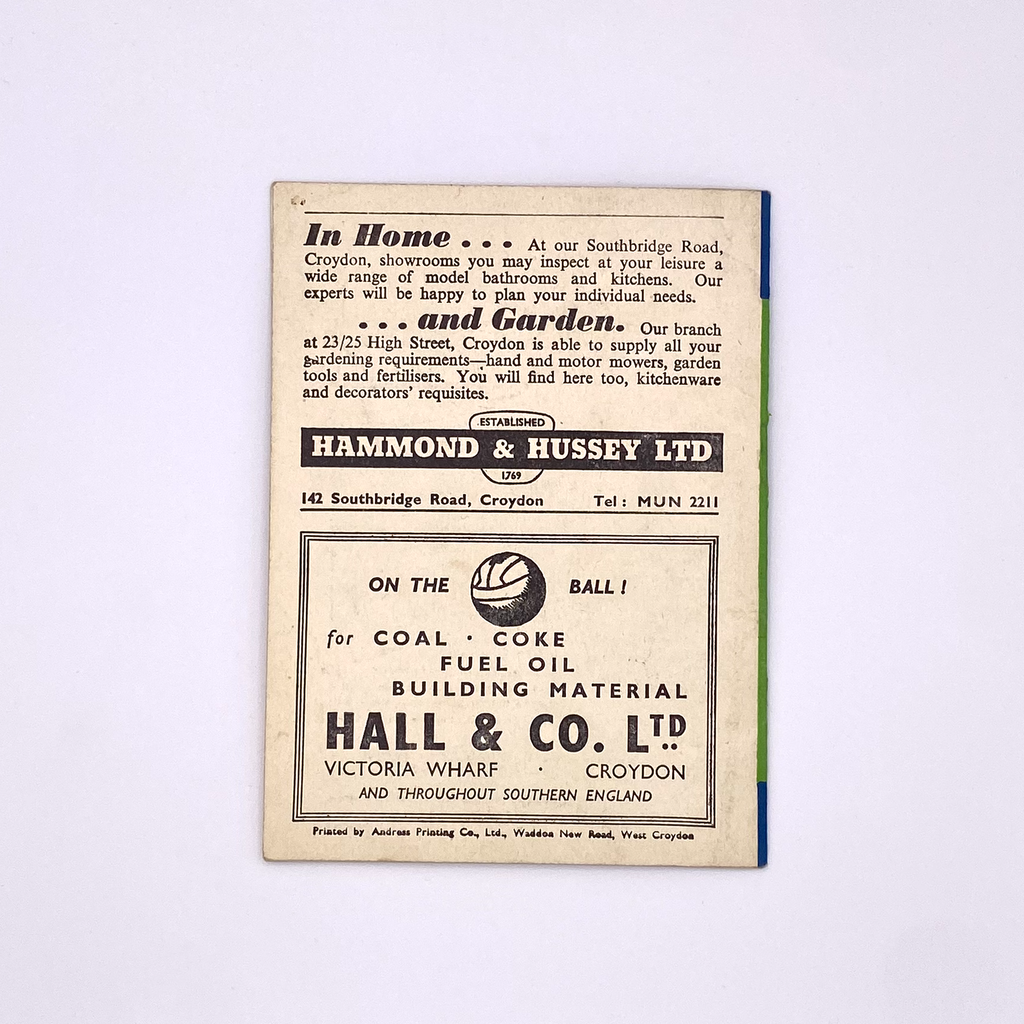 In Home . . . At our Southbridge Road,
Croydon, showrooms you may inspect at your leisure a
wide range of model bathrooms and kitchens. Our
experts will be happy to plan your individual needs.
. . . and Garden. Our branch
at 23/25 High Street, Croydon is able to supply all your
gardening requirements—hand and motor mowers, garden
tools and fertilisers. You will find here too, kitchenware
and decorators' requisites.
ESTABLISHED
HAMMOND & HUSSEY LTD
1769
142 Southbridge Road, Croydon Tel: MUN 2211
ON THE BALL!
for COAL · COKE
FUEL OIL
BUILDING MATERIAL
HALL & CO. LTD
VICTORIA WHARF · CROYDON
AND THROUGHOUT SOUTHERN ENGLAND
Printed by Andress Printing Co., Ltd., Waddon New Road, West Croydon